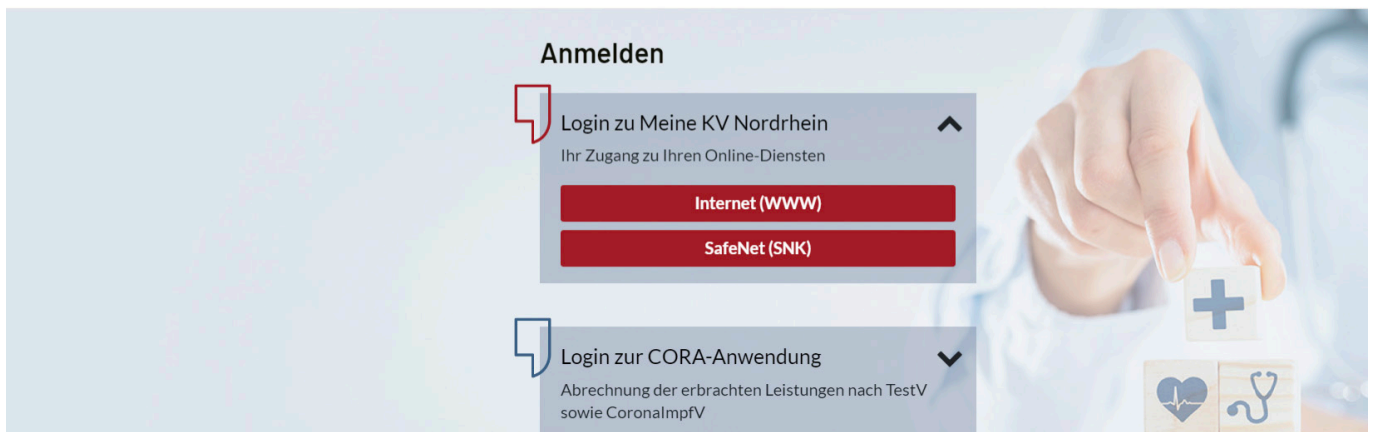 Anmelden
Login zu Meine KV Nordrhein
Ihr Zugang zu Ihren Online-Diensten
Internet (WWW)
SafeNet (SNK)
Login zur CORA-Anwendung
Abrechnung der erbrachten Leistungen nach TestV
sowie CoronaImpfV